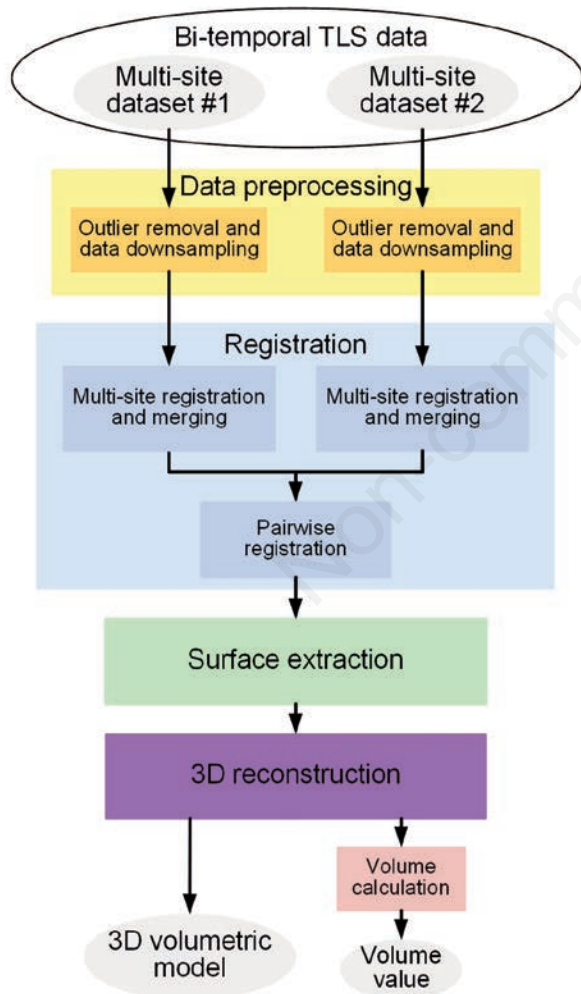 Bi-temporal TLS data
Multi-site
dataset #1
Multi-site
dataset #2
Data preprocessing
Outlier removal and
data downsampling
Outlier removal and
data downsampling
Registration
Multi-site registration
and merging
Multi-site registration
and merging
Pairwise
registration
Surface extraction
3D reconstruction
Volume
calculation
3D volumetric
model
Volume
value
Non-comm